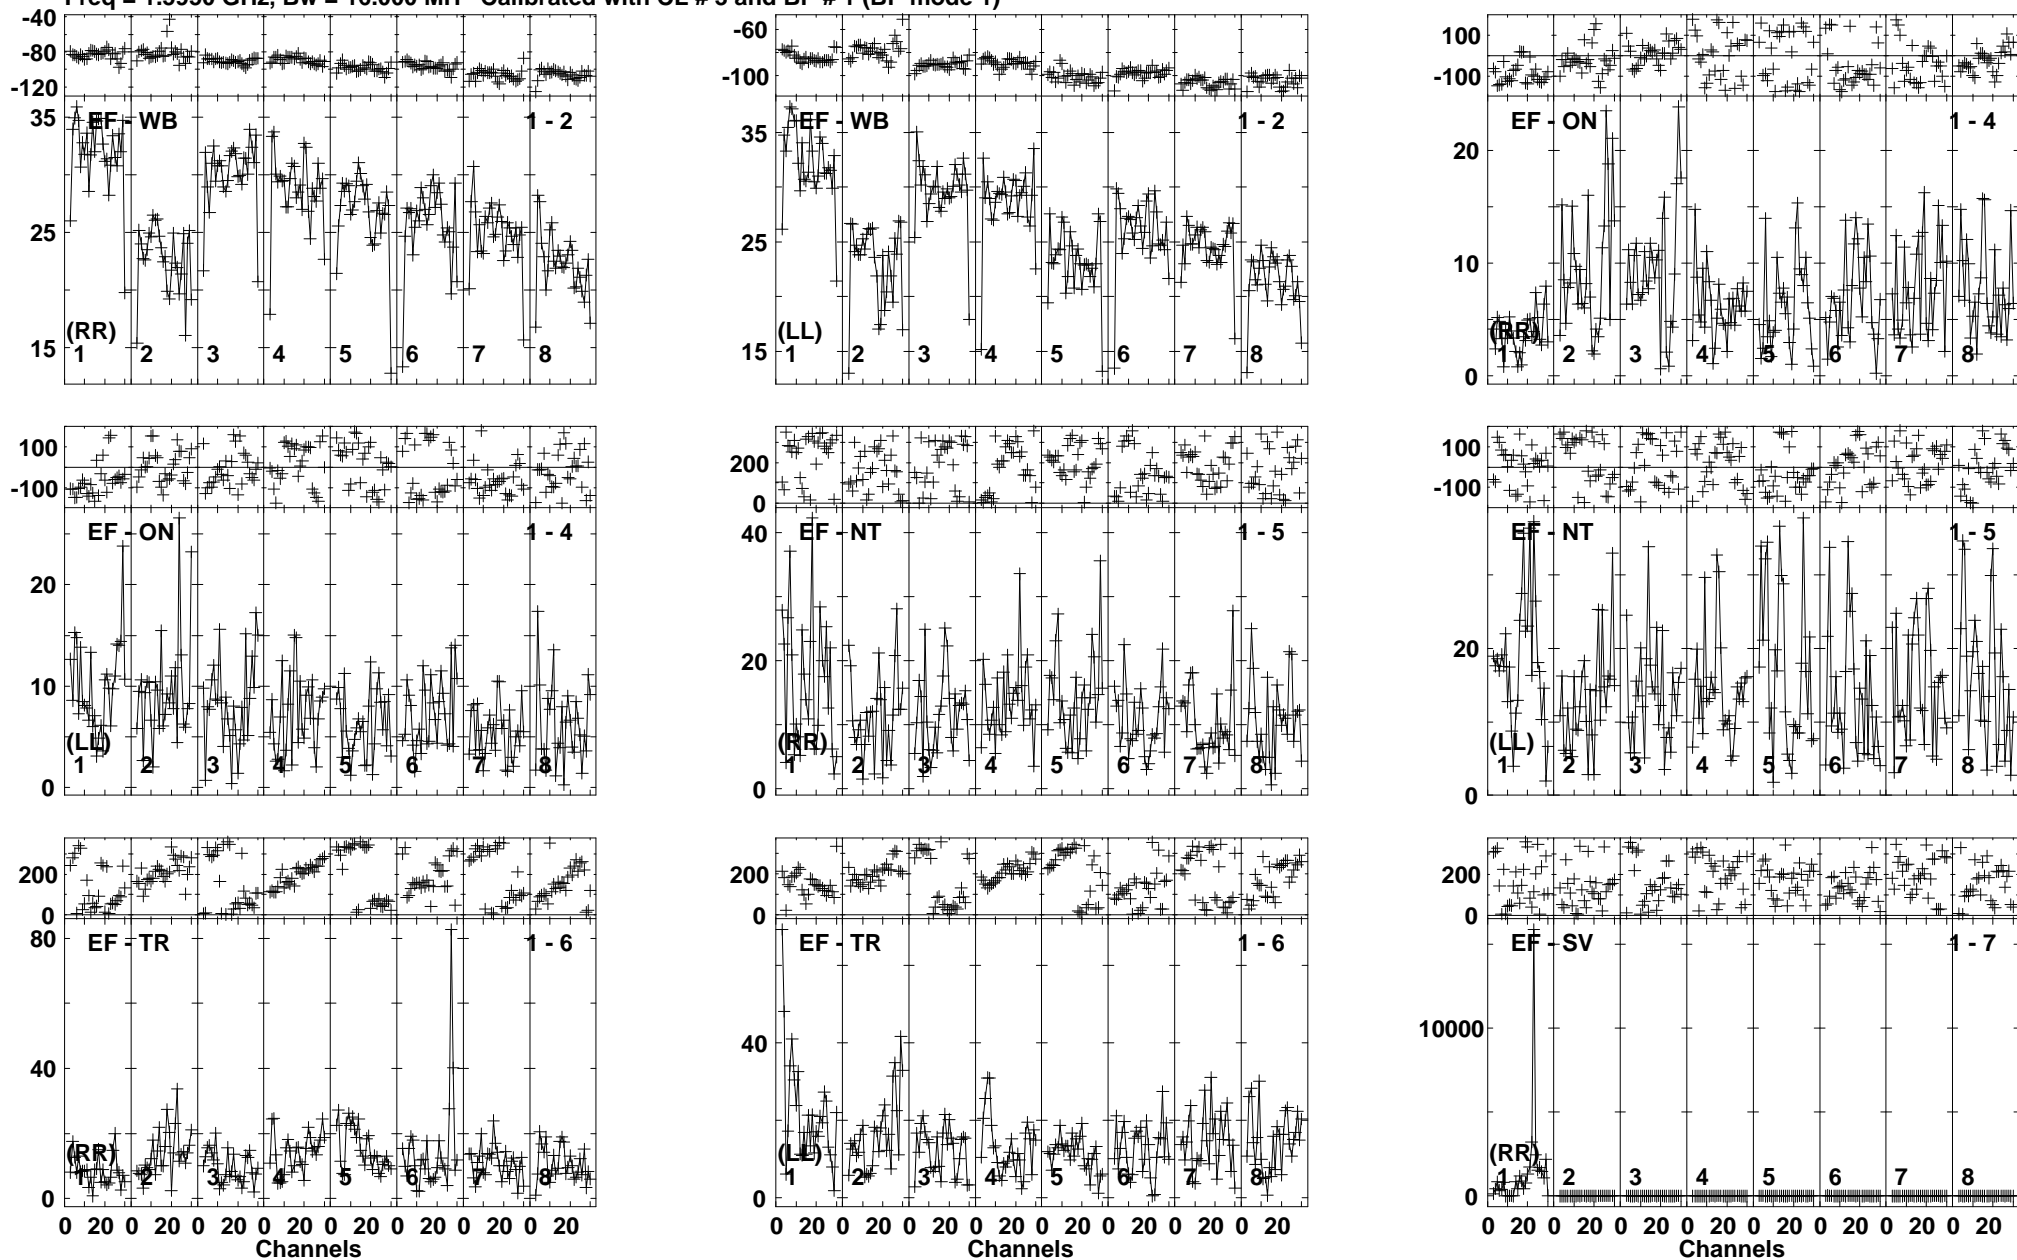 -40 -60
-80 100
-120 -100 -100
35 EF - WB 1 - 2 35 EF - WB 1 - 2 EF - ON 1 - 4
20
25 25 10
(RR) (LL) (RR)
15 15 0
1 2 3 4 5 6 7 8 1 2 3 4 5 6 7 8 1 2 3 4 5 6 7 8
100 200 100
-100 0 -100
EF - ON 1 - 4 40 EF - NT 1 - 5 EF - NT 1 - 5
20 20 20
10
(LL) (RR) (LL)
1 2 3 4 5 6 7 8 1 2 3 4 5 6 7 8 1 2 3 4 5 6 7 8
0 0 0
200 200 200
0 0 0
80 EF - TR 1 - 6 EF - TR 1 - 6 EF - SV 1 - 7
40 40 10000
(RR) (LL) (RR)
1 2 3 4 5 6 7 8 1 2 3 4 5 6 7 8 1 2 3 4 5 6 7 8
0 0 0
0 20 0 20 0 20 0 20 0 20 0 20 0 20 0 20 0 20 0 20 0 20 0 20 0 20 0 20 0 20 0 20 0 20 0 20 0 20 0 20 0 20 0 20 0 20 0 20
Channels Channels Channels